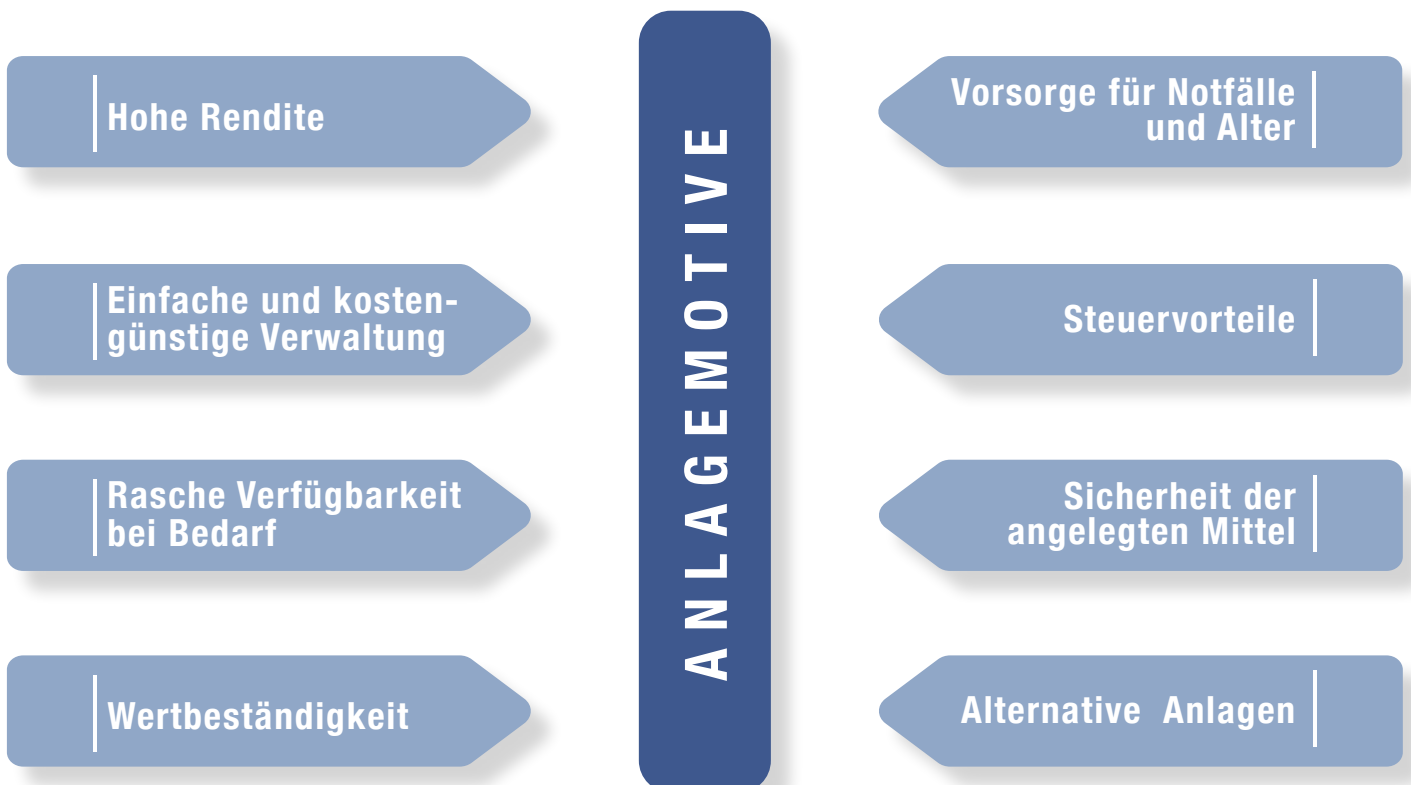 Hohe Rendite
Einfache und kosten-
günstige Verwaltung
Rasche Verfügbarkeit
bei Bedarf
Wertbeständigkeit
ANLAGEMOTIVE
Vorsorge für Notfälle
und Alter
Steuervorteile
Sicherheit der
angelegten Mittel
Alternative Anlagen